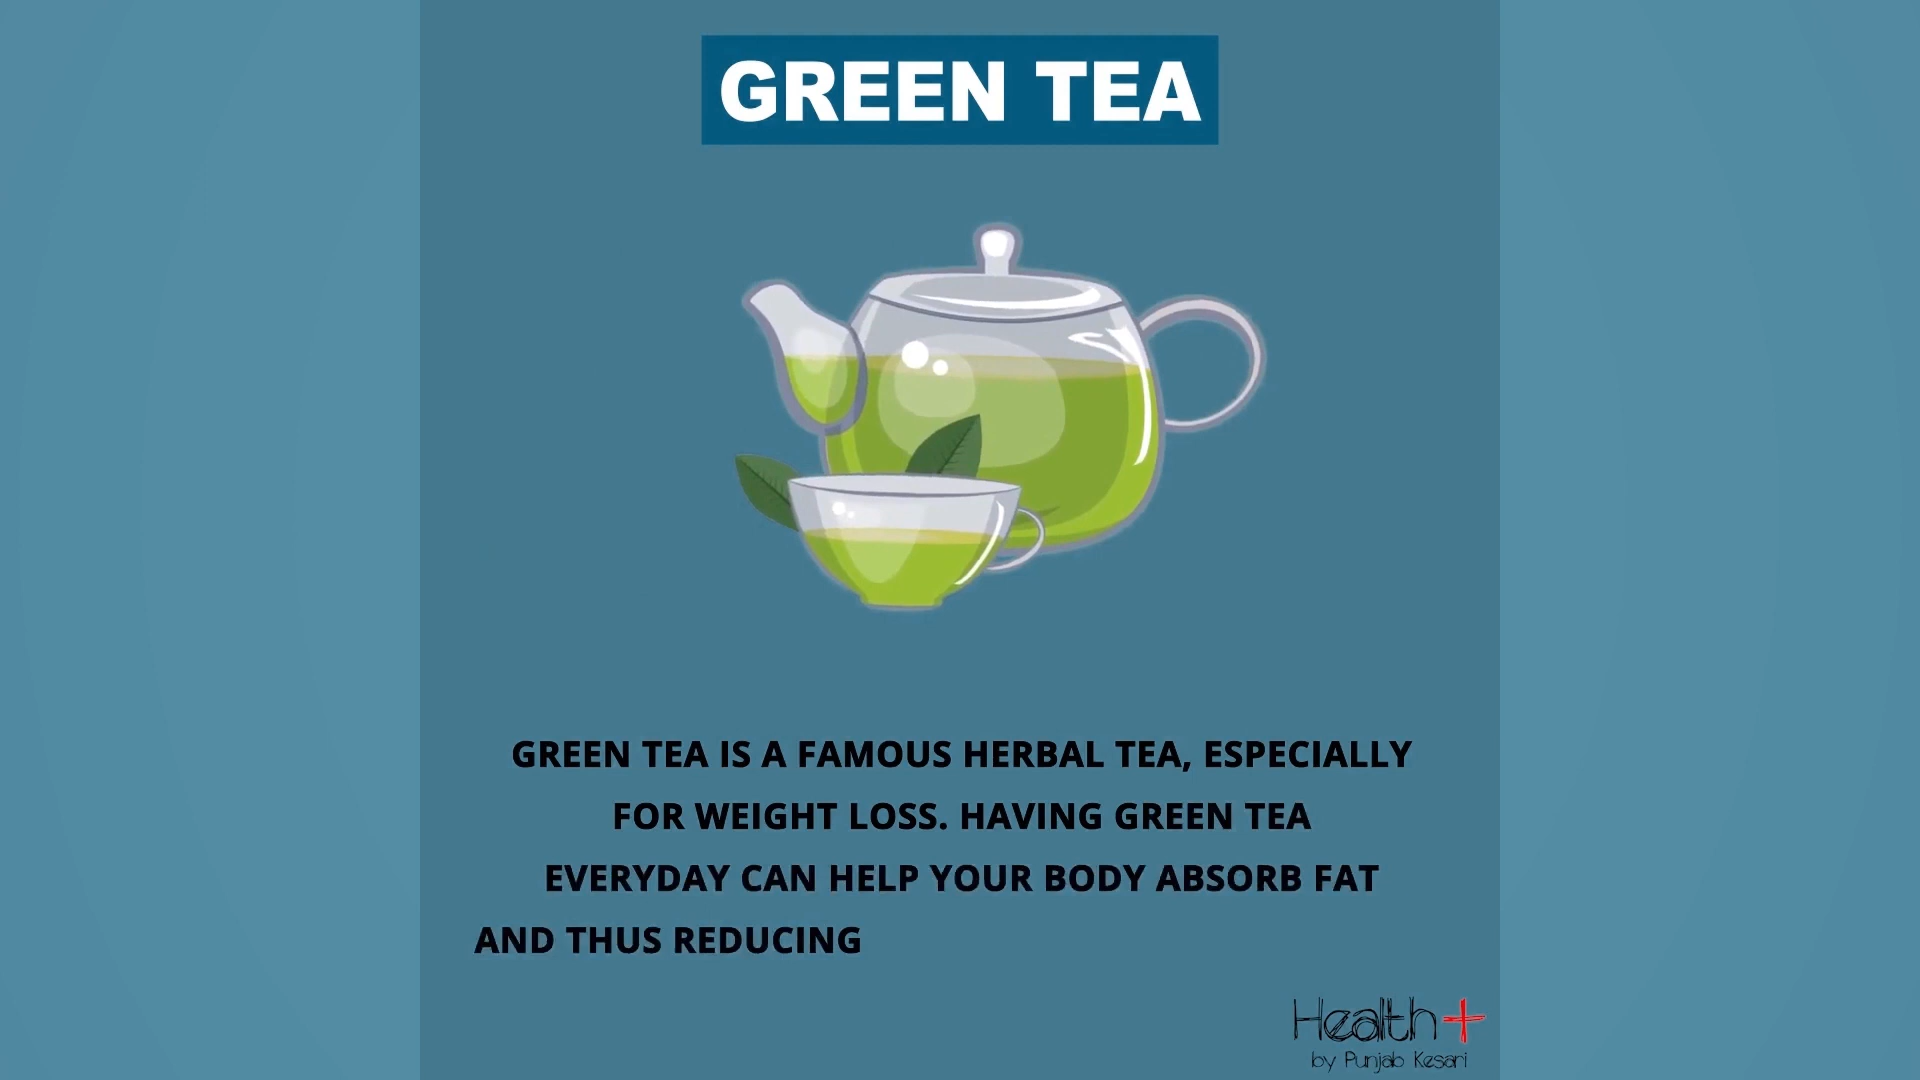 GREEN TEA
GREEN TEA IS A FAMOUS HERBAL TEA, ESPECIALLY
FOR WEIGHT LOSS. HAVING GREEN TEA
EVERYDAY CAN HELP YOUR BODY ABSORB FAT
AND THUS REDUCING
Health+
by Punjab Kesari